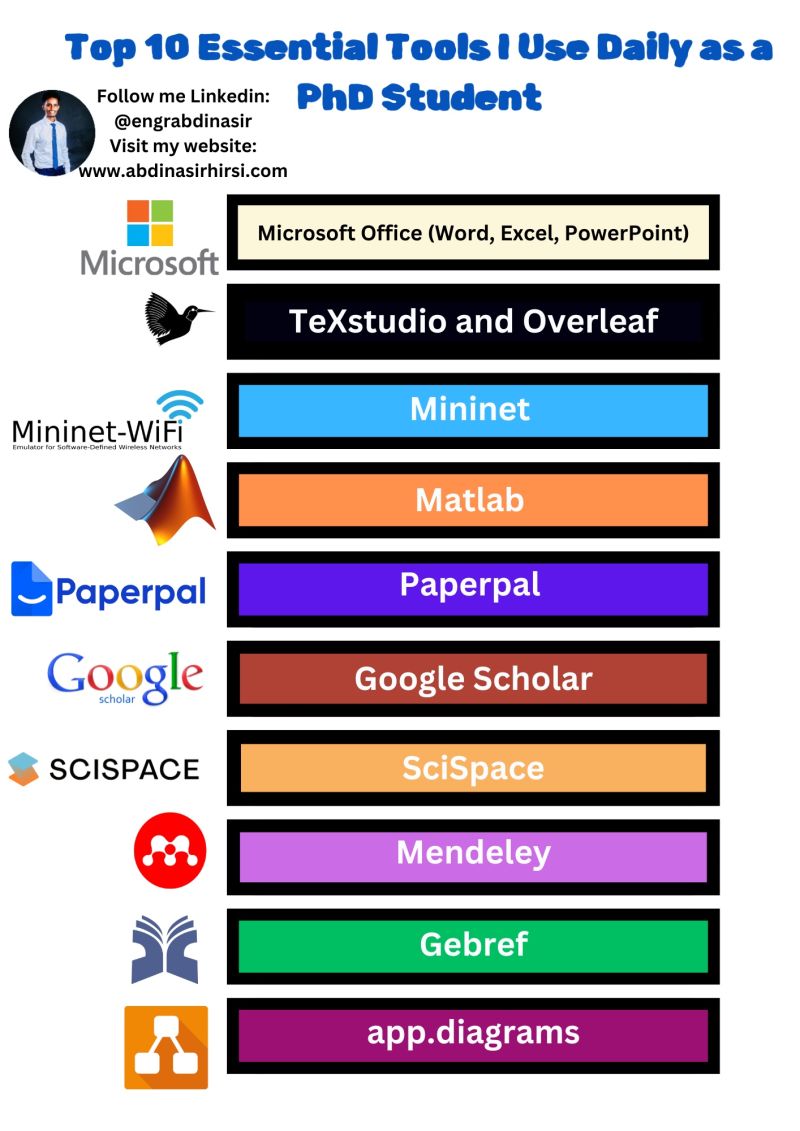 Top 10 Essential Tools I Use Daily as a
PhD Student
Follow me Linkedin:
@engrabdinasir
Visit my website:
www.abdinasirhirsi.com
Microsoft
Microsoft Office (Word, Excel, PowerPoint)
TeXstudio and Overleaf
Mininet-WiFi
Emulator for Software-Defined Wireless Networks
Mininet
Matlab
Paperpal
Paperpal
Google
scholar
Google Scholar
SCISPACE
SciSpace
Mendeley
Gebref
app.diagrams